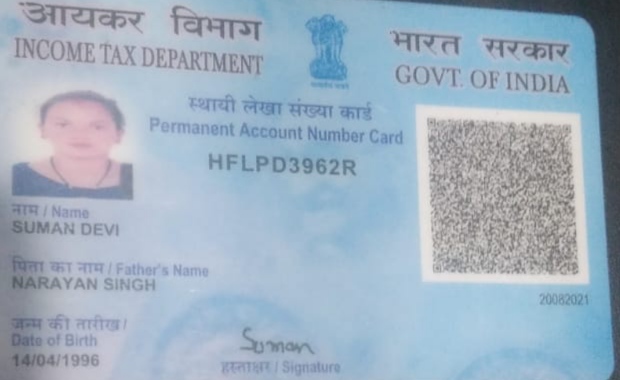 आयकर विभाग
INCOME TAX DEPARTMENT
भारत सरकार
GOVT. OF INDIA
स्थायी लेखा संख्या कार्ड
Permanent Account Number Card
HFLPD3962R
नाम / Name
SUMAN DEVI
पिता का नाम / Father's Name
NARAYAN SINGH
20082021
जन्म की तारीख /
Date of Birth
14/04/1996
Suman
हस्ताक्षर / Signature